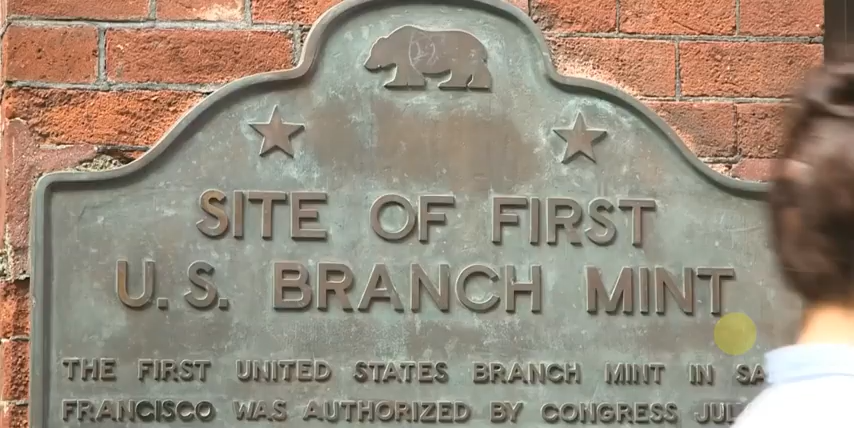 SITE OF FIRST
U.S. BRANCH MINT
THE FIRST UNITED STATES BRANCH MINT IN
FRANCISCO WAS AUTHORIZED BY CONGRESS